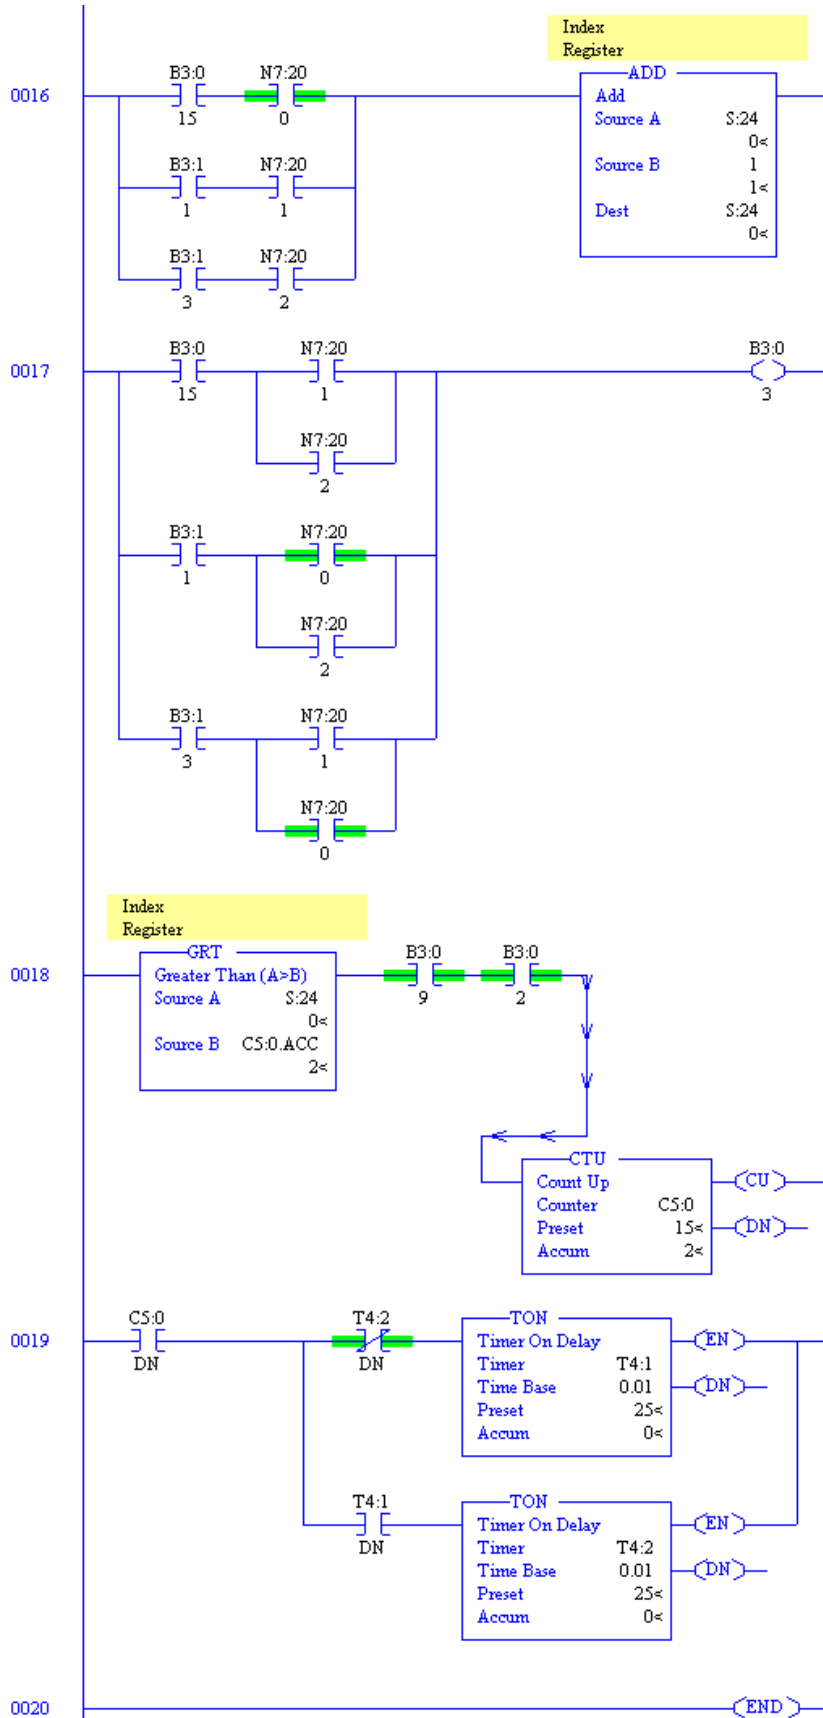 Index
Register
0016
B3:0 N7:20
15 0
B3:1 N7:20
1 1
B3:1 N7:20
3 2
ADD
Add
Source A S:24
0<
Source B 1
1<
Dest S:24
0<
0017
B3:0 N7:20 B3:0
15 1 3
N7:20
2
B3:1 N7:20
1 0
N7:20
2
B3:1 N7:20
3 1
N7:20
0
Index
Register
0018
GRT
Greater Than (A>B)
Source A S:24
0<
Source B C5:0.ACC
2<
B3:0 B3:0
9 2
CTU
Count Up CU
Counter C5:0
Preset 15< DN
Accum 2<
0019
C5:0 T4:2
DN DN
TON
Timer On Delay EN
Timer T4:1
Time Base 0.01 DN
Preset 25<
Accum 0<
T4:1
DN
TON
Timer On Delay EN
Timer T4:2
Time Base 0.01 DN
Preset 25<
Accum 0<
0020 END